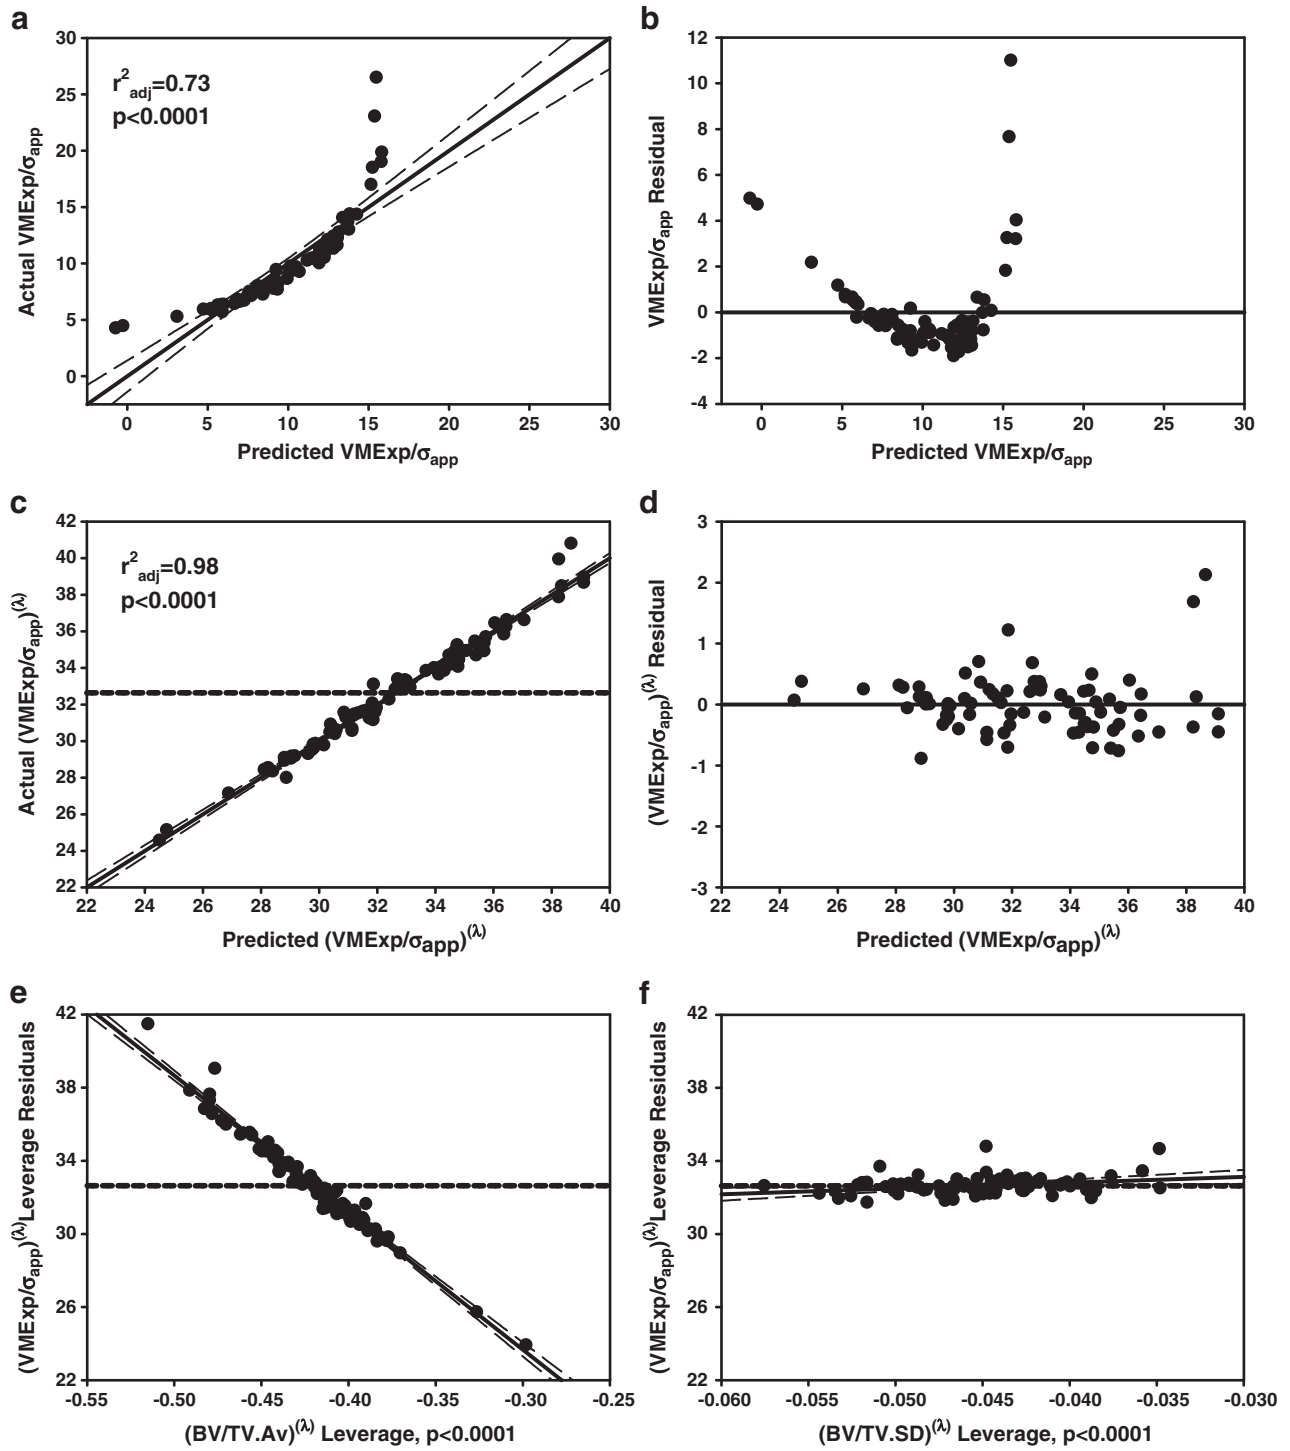 a
30
25
20
15
10
5
0
0 5 10 15 20 25 30
Actual VMExp/σapp
Predicted VMExp/σapp
r²adj=0.73
p<0.0001
b
12
10
8
6
4
2
0
-2
-4
0 5 10 15 20 25 30
VMExp/σapp Residual
Predicted VMExp/σapp
c
42
40
38
36
34
32
30
28
26
24
22
22 24 26 28 30 32 34 36 38 40
Actual (VMExp/σapp)(λ)
Predicted (VMExp/σapp)(λ)
r²adj=0.98
p<0.0001
d
3
2
1
0
-1
-2
-3
22 24 26 28 30 32 34 36 38 40
(VMExp/σapp)(λ) Residual
Predicted (VMExp/σapp)(λ)
e
42
38
34
30
26
22
-0.55 -0.50 -0.45 -0.40 -0.35 -0.30 -0.25
(VMExp/σapp)(λ)Leverage Residuals
(BV/TV.Av)(λ) Leverage, p<0.0001
f
42
38
34
30
26
22
-0.060 -0.055 -0.050 -0.045 -0.040 -0.035 -0.030
(VMExp/σapp)(λ)Leverage Residuals
(BV/TV.SD)(λ) Leverage, p<0.0001